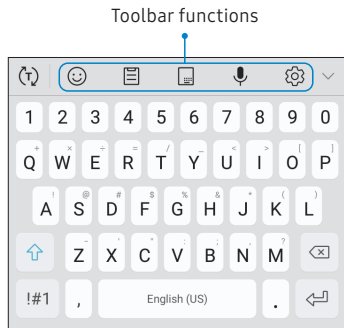 Toolbar functions
T
1 2 3 4 5 6 7 8 9 0
+ × ÷ = / _ < > [ ]
Q W E R T Y U I O P
! @ # $ % & * ( )
A S D F G H J K L
- ' " : ; , ?
Z X C V B N M
!#1 , English (US) .